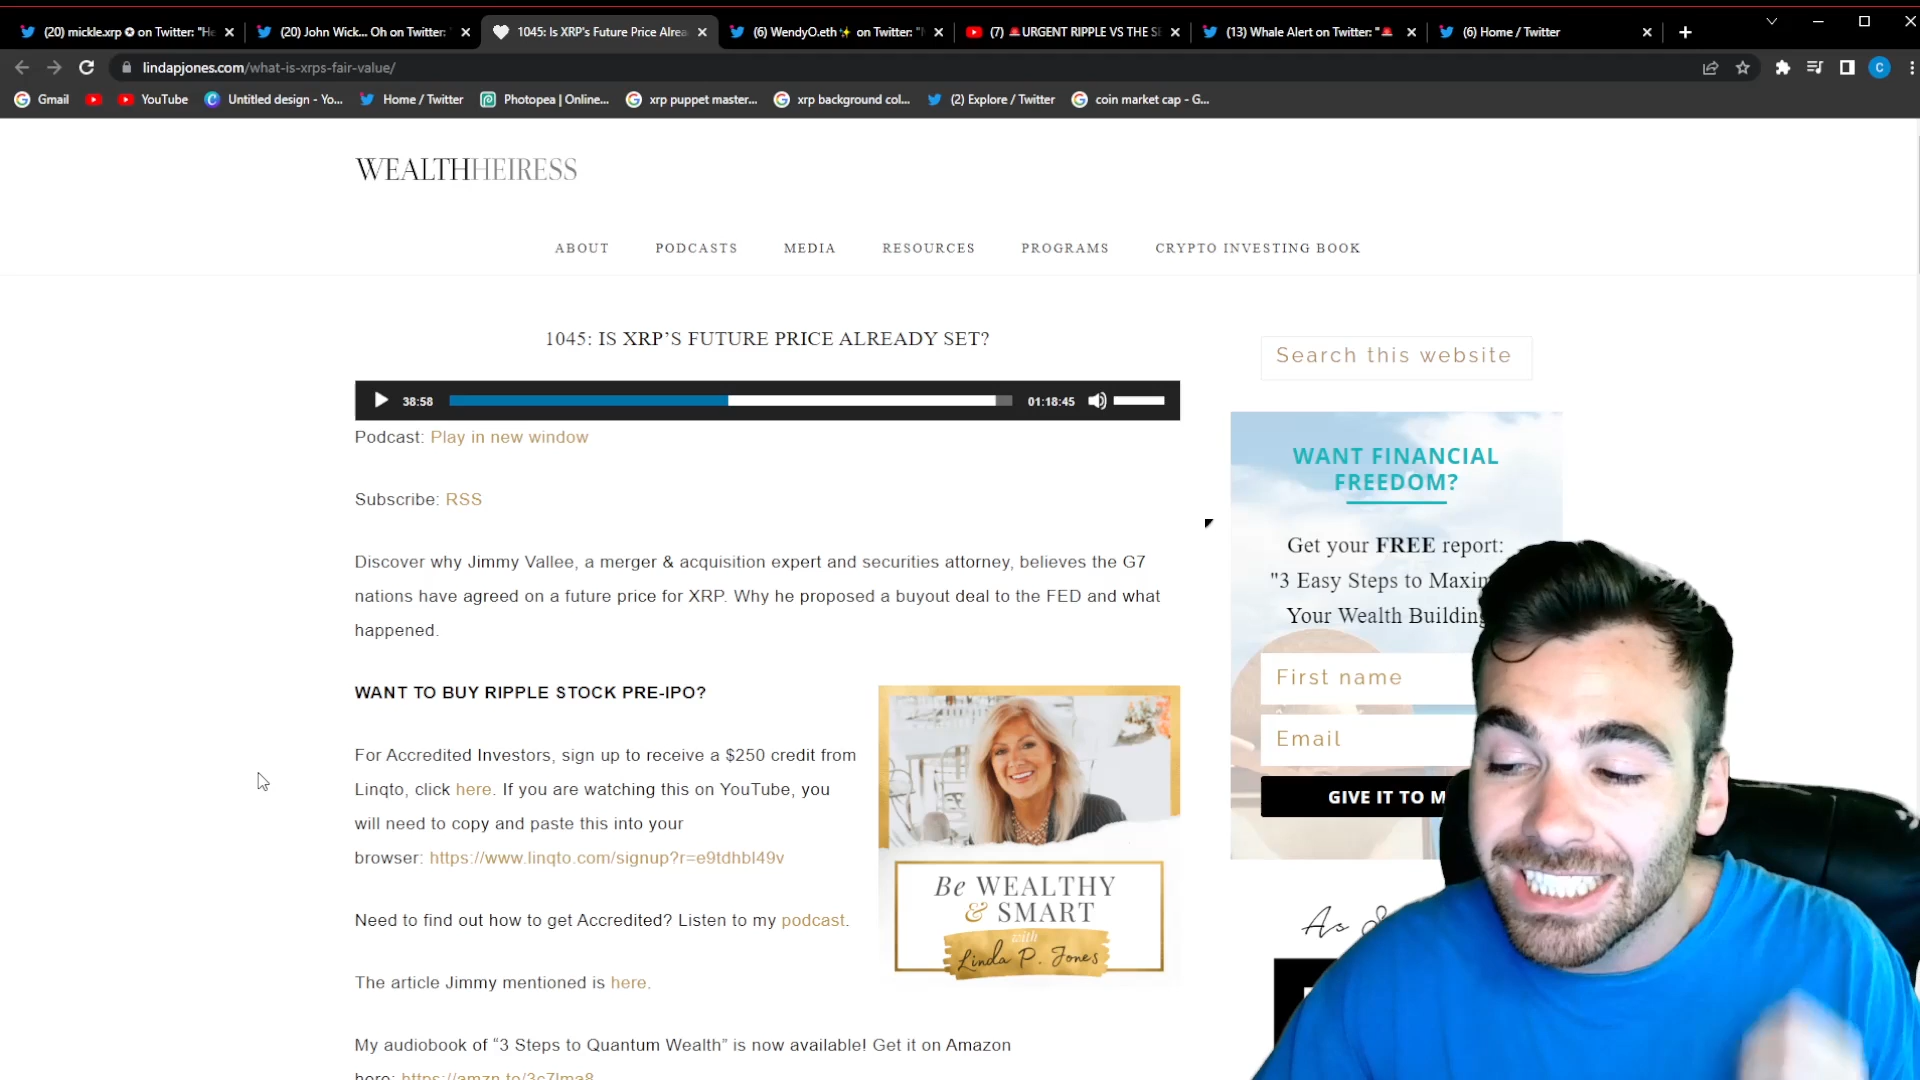 (20) mickle.xrp ✪ on Twitter: "He
(20) John Wick... Oh on Twitter: "
1045: Is XRP's Future Price Alrea
(6) WendyO.eth✨ on Twitter: "
(7) 🚨URGENT RIPPLE VS THE SE
(13) Whale Alert on Twitter: "🚨
(6) Home / Twitter
lindapjones.com/what-is-xrps-fair-value/
C
Gmail
YouTube
Untitled design - Yo...
Home / Twitter
Photopea | Online...
xrp puppet master...
xrp background col...
(2) Explore / Twitter
coin market cap - G...
WEALTHHEIRESS
ABOUT PODCASTS MEDIA RESOURCES PROGRAMS CRYPTO INVESTING BOOK
1045: IS XRP'S FUTURE PRICE ALREADY SET?
38:58
01:18:45
Podcast: Play in new window
Subscribe: RSS
Discover why Jimmy Vallee, a merger & acquisition expert and securities attorney, believes the G7
nations have agreed on a future price for XRP. Why he proposed a buyout deal to the FED and what
happened.
WANT TO BUY RIPPLE STOCK PRE-IPO?
For Accredited Investors, sign up to receive a $250 credit from
Linqto, click here. If you are watching this on YouTube, you
will need to copy and paste this into your
browser: https://www.linqto.com/signup?r=e9tdhbl49v
Need to find out how to get Accredited? Listen to my podcast.
The article Jimmy mentioned is here.
My audiobook of “3 Steps to Quantum Wealth” is now available! Get it on Amazon
here: https://amzn.to/3c7lma8
Be WEALTHY
& SMART
with
Linda P. Jones
Search this website
WANT FINANCIAL
FREEDOM?
Get your FREE report:
"3 Easy Steps to Maxim
Your Wealth Building
First name
Email
GIVE IT TO M
As S